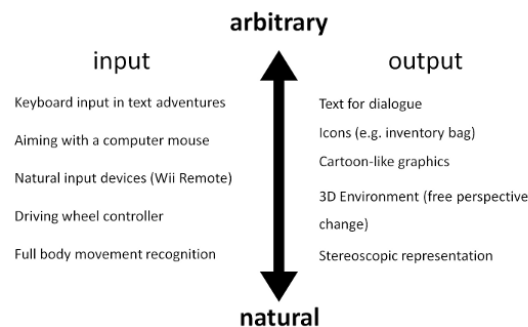 arbitrary
input
Keyboard input in text adventures
Aiming with a computer mouse
Natural input devices (Wii Remote)
Driving wheel controller
Full body movement recognition
output
Text for dialogue
Icons (e.g. inventory bag)
Cartoon-like graphics
3D Environment (free perspective
change)
Stereoscopic representation
natural